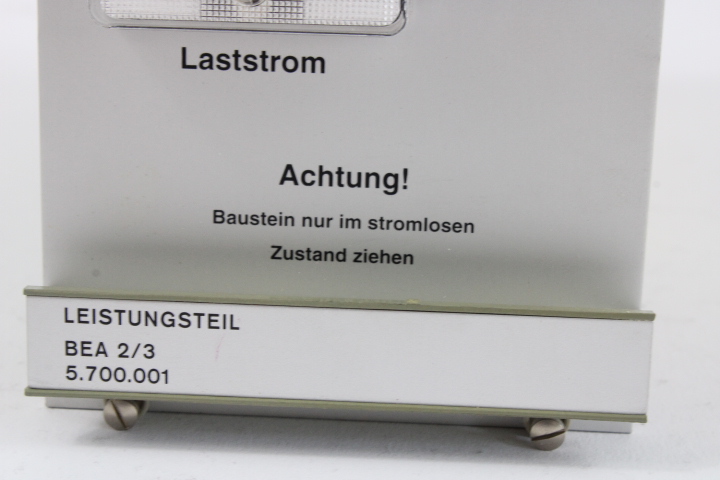 Laststrom
Achtung!
Baustein nur im stromlosen
Zustand ziehen
LEISTUNGSTEIL
BEA 2/3
5.700.001